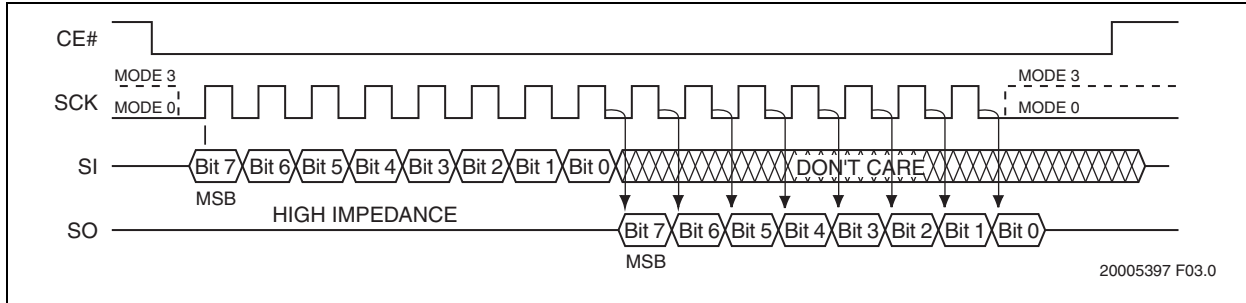 CE#
MODE 3 MODE 3
SCK MODE 0 MODE 0
SI Bit 7 Bit 6 Bit 5 Bit 4 Bit 3 Bit 2 Bit 1 Bit 0 DON'T CARE
MSB
HIGH IMPEDANCE
SO Bit 7 Bit 6 Bit 5 Bit 4 Bit 3 Bit 2 Bit 1 Bit 0
MSB
20005397 F03.0